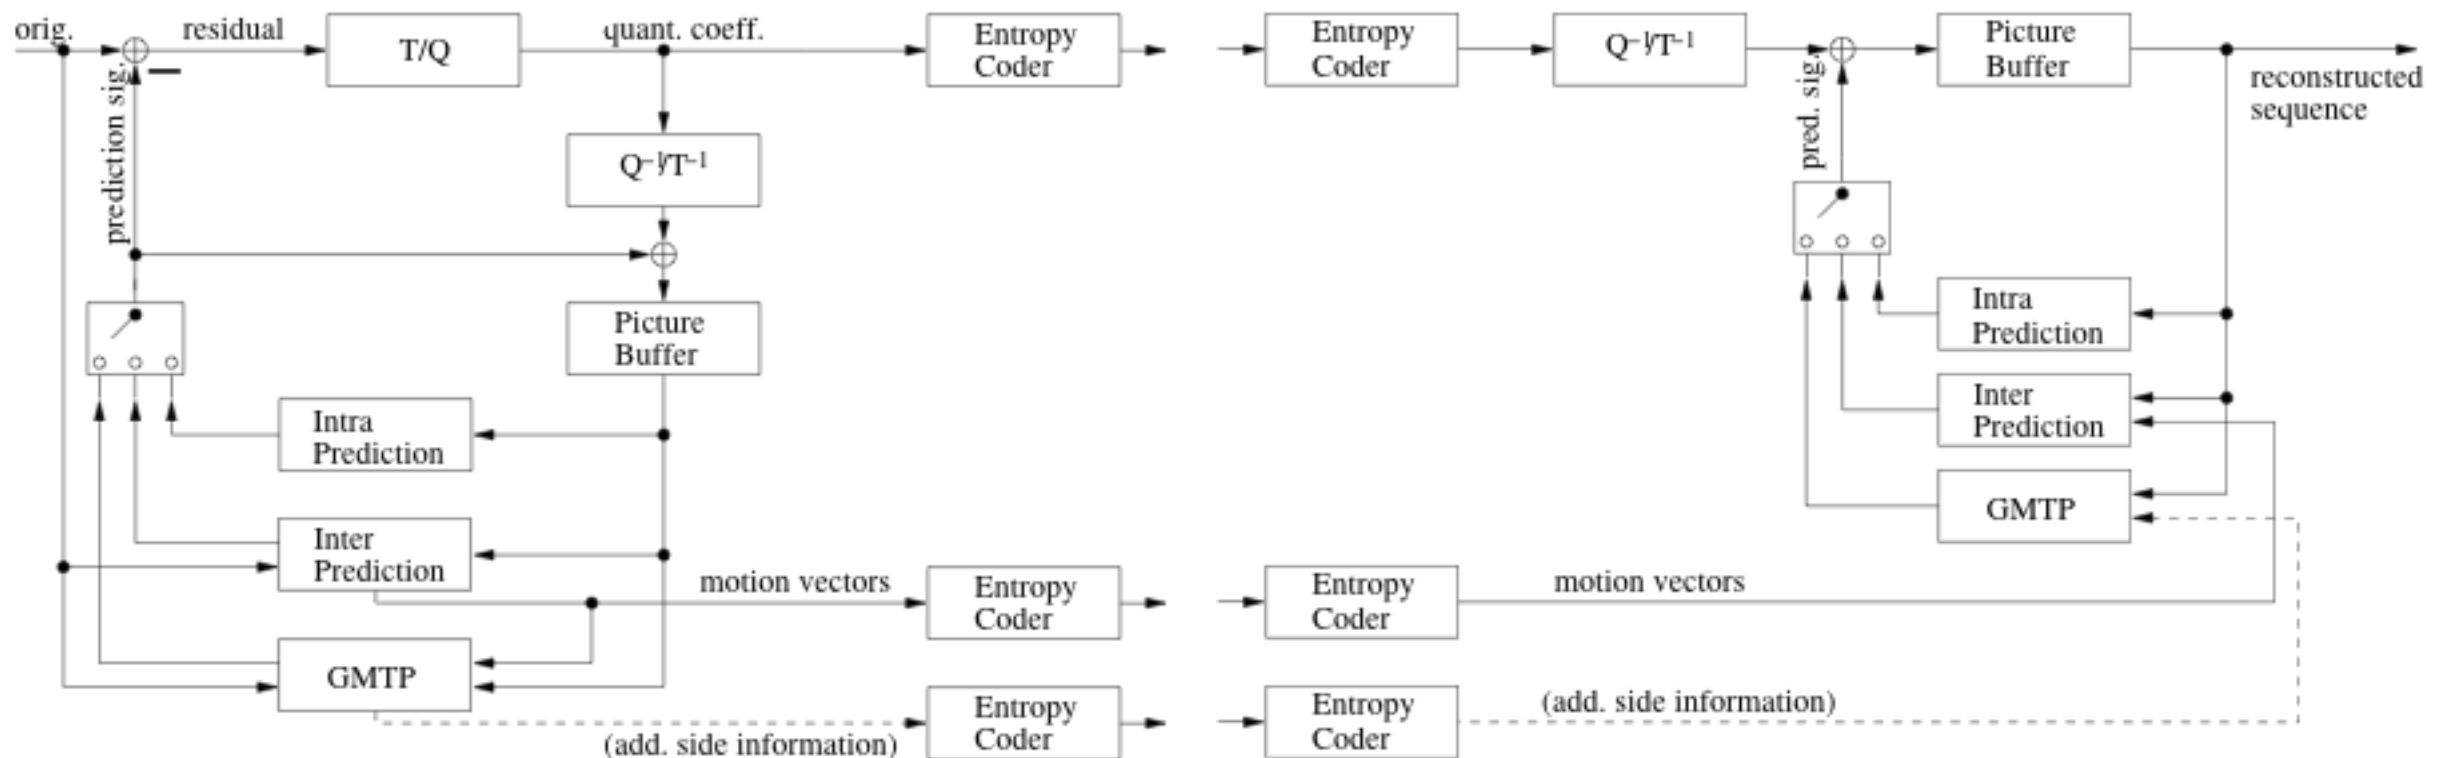 orig.
residual
T/Q
quant. coeff.
Entropy
Coder
Entropy
Coder
Q⁻¹/T⁻¹
Picture
Buffer
reconstructed
sequence
prediction sig.
pred. sig.
Q⁻¹/T⁻¹
Picture
Buffer
Intra
Prediction
Inter
Prediction
GMTP
Intra
Prediction
Inter
Prediction
GMTP
motion vectors
Entropy
Coder
Entropy
Coder
motion vectors
(add. side information)
Entropy
Coder
Entropy
Coder
(add. side information)